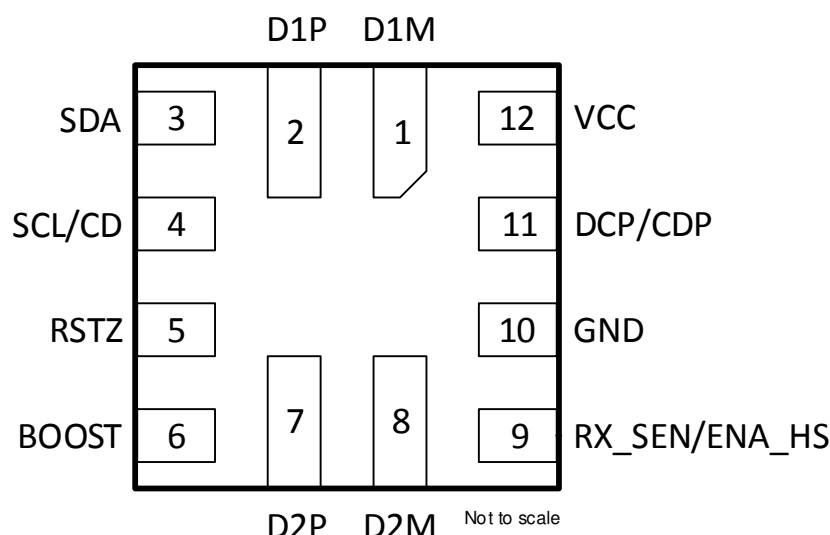 D1P D1M
SDA 3 2 1 12 VCC
SCL/CD 4 11 DCP/CDP
RSTZ 5 10 GND
BOOST 6 7 8 9 RX_SEN/ENA_HS
D2P D2M Not to scale